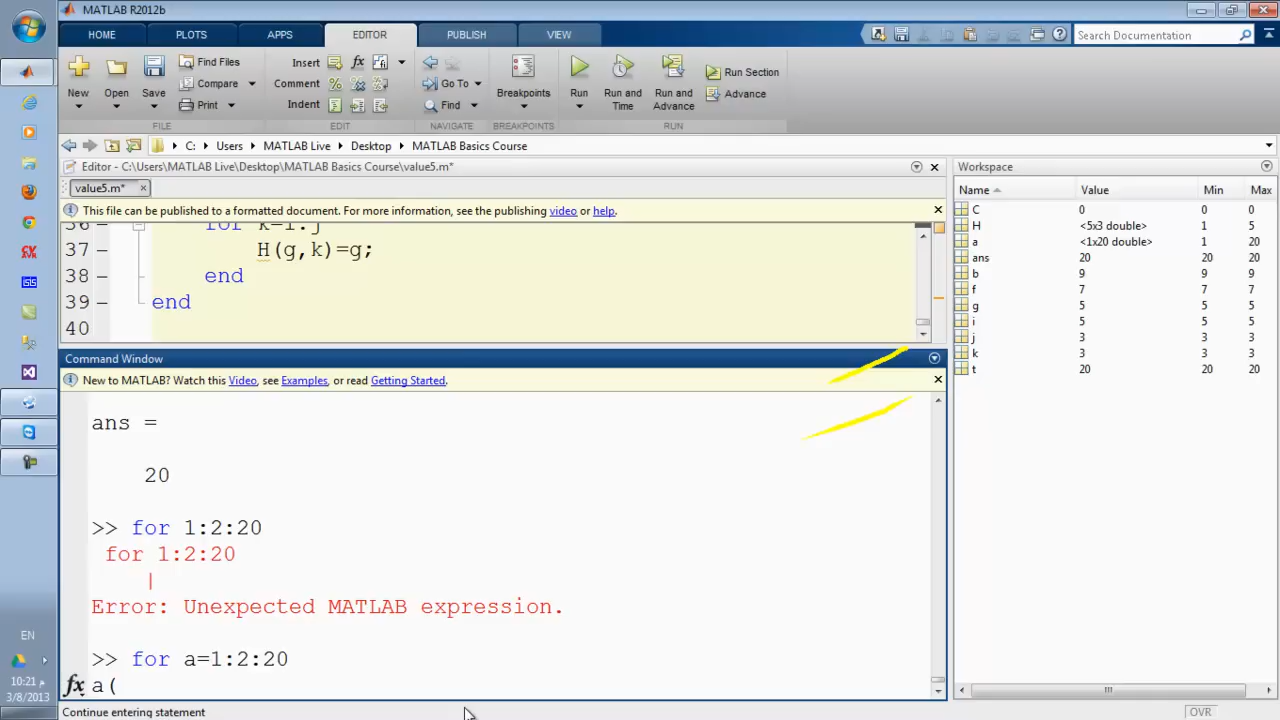 MATLAB R2012b
HOME PLOTS APPS EDITOR PUBLISH VIEW
Search Documentation
New Open Save
Find Files
Compare
Print
Insert fx
Comment %
Indent
Go To
Find
Breakpoints
Run
Run and Time
Run and Advance
Run Section
Advance
FILE EDIT NAVIGATE BREAKPOINTS RUN
C: Users MATLAB Live Desktop MATLAB Basics Course
Editor - C:\Users\MATLAB Live\Desktop\MATLAB Basics Course\value5.m*
value5.m* ×
This file can be published to a formatted document. For more information, see the publishing video or help.
37 H(g,k)=g;
38 end
39 end
40
Command Window
New to MATLAB? Watch this Video, see Examples, or read Getting Started.
ans =
20
>> for 1:2:20
for 1:2:20
|
Error: Unexpected MATLAB expression.
>> for a=1:2:20
fx a(
Continue entering statement
OVR
Workspace
Name Value Min Max
C 0 0 0
H <5x3 double> 1 5
a <1x20 double> 1 20
ans 20 20 20
b 9 9 9
f 7 7 7
g 5 5 5
i 5 5 5
j 3 3 3
k 3 3 3
t 20 20 20
EN
10:21 م
3/8/2013